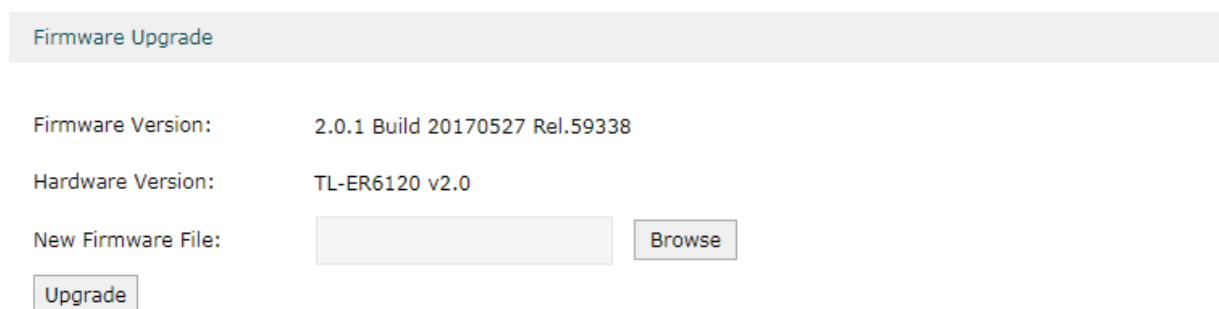 Firmware Upgrade
Firmware Version: 2.0.1 Build 20170527 Rel.59338
Hardware Version: TL-ER6120 v2.0
New Firmware File: Browse
Upgrade